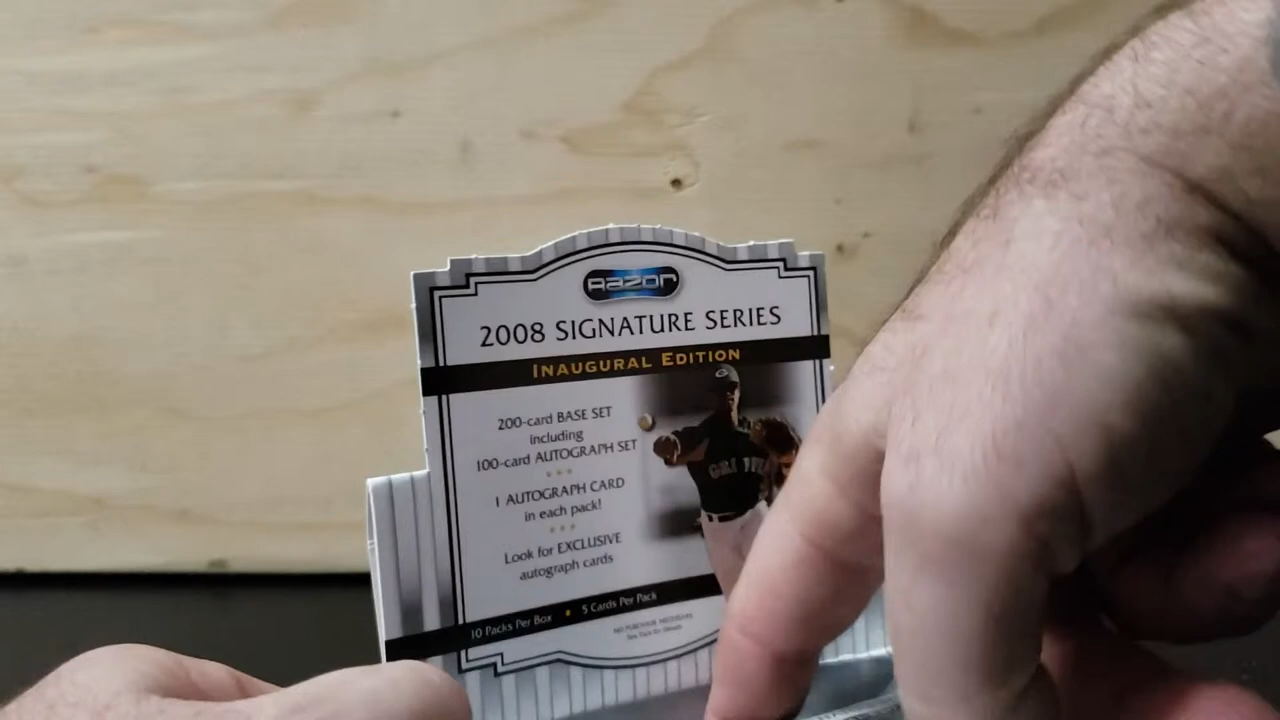 Razor
2008 SIGNATURE SERIES
INAUGURAL EDITION
200-card BASE SET
including
100-card AUTOGRAPH SET
1 AUTOGRAPH CARD
in each pack!
Look for EXCLUSIVE
autograph cards
10 Packs Per Box • 5 Cards Per Pack
NO PURCHASE NECESSARY